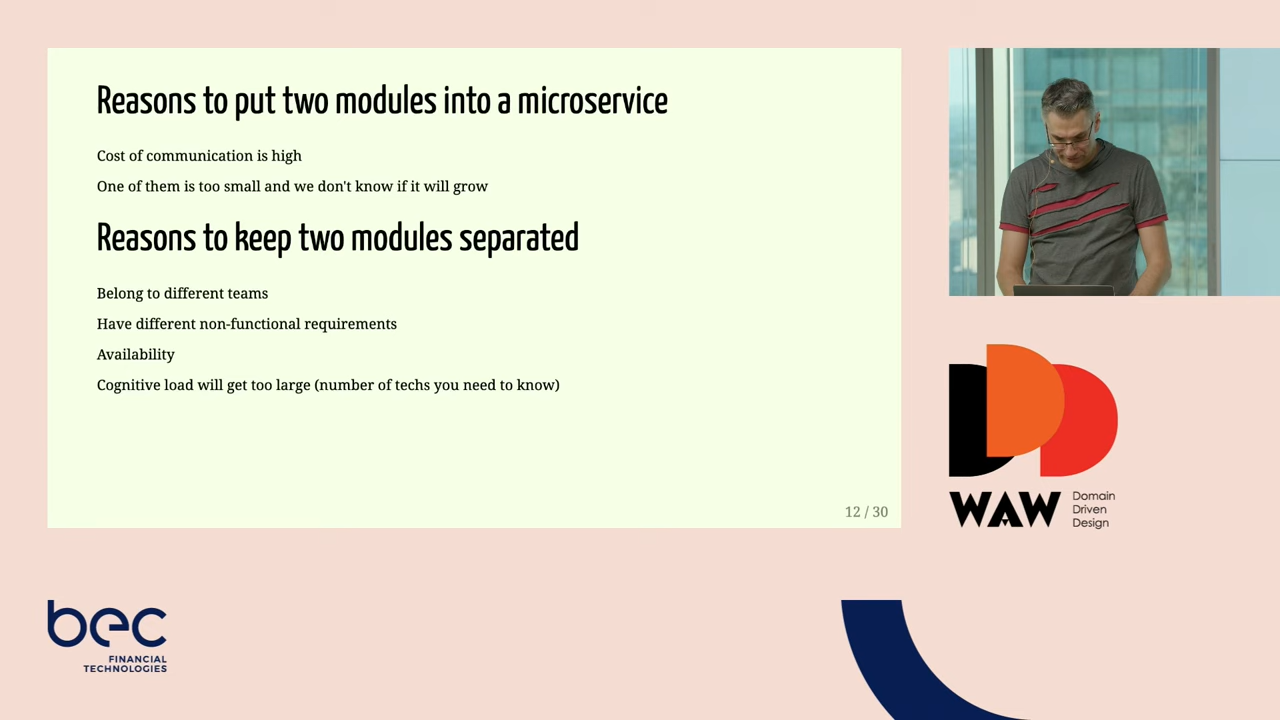 Reasons to put two modules into a microservice
Cost of communication is high
One of them is too small and we don't know if it will grow
Reasons to keep two modules separated
Belong to different teams
Have different non-functional requirements
Availability
Cognitive load will get too large (number of techs you need to know)
12 / 30
DDD
WAW
Domain
Driven
Design
bec
FINANCIAL
TECHNOLOGIES